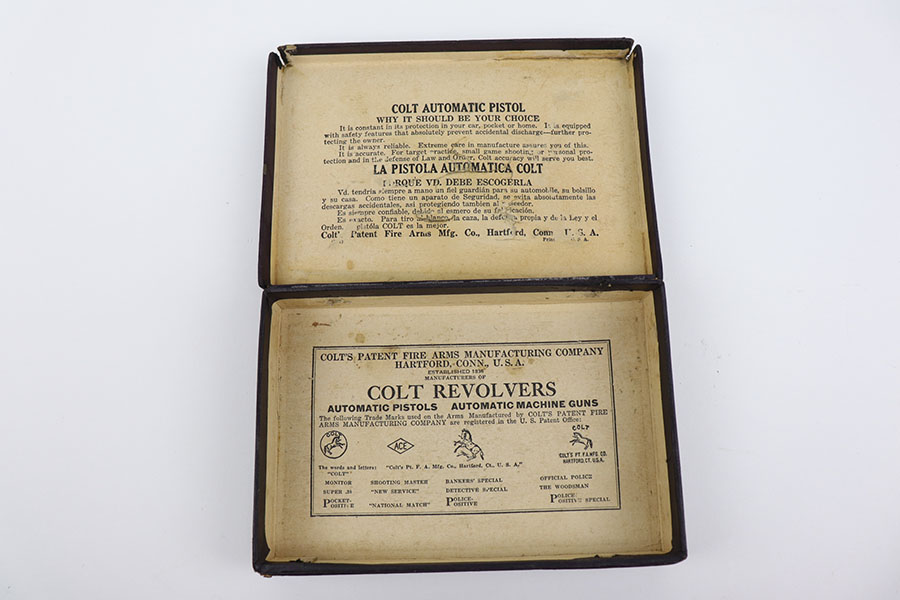 COLT AUTOMATIC PISTOL
WHY IT SHOULD BE YOUR CHOICE
It is constant in its protection in your car, pocket or home. It is equipped
with safety features that absolutely prevent accidental discharge—further pro-
tecting the owner.
It is always reliable. Extreme care in manufacture assures you of this.
It is accurate. For target practice, small game shooting or personal pro-
tection and in the defense of Law and Order, Colt accuracy will serve you best.
LA PISTOLA AUTOMATICA COLT
PORQUE VD. DEBE ESCOGERLA
Vd. tendria siempre a mano un fiel guardián para su automobile, su bolsillo
y su casa. Como tiene un aparato de Seguridad, se evita absolutamente las
descargas accidentales, asi protegiendo tambien al poseedor.
Es siempre confiable, debido al esmero de su fabricación.
Es exacto. Para tiro al blanco, la caza, la defensa propia y de la Ley y el
Orden. pistóla COLT es la mejor.
Colt's Patent Fire Arms Mfg. Co., Hartford, Conn. U. S. A.
U. S. A.
COLT'S PATENT FIRE ARMS MANUFACTURING COMPANY
HARTFORD, CONN., U. S. A.
ESTABLISHED 1836
MANUFACTURERS OF
COLT REVOLVERS
AUTOMATIC PISTOLS AUTOMATIC MACHINE GUNS
The following Trade Marks used on the Arms Manufactured by COLT'S PATENT FIRE
ARMS MANUFACTURING COMPANY are registered in the U. S. Patent Office:
COLT
ACE
COLT
COLT'S PT. F.A. MFG. CO.
HARTFORD, CT. U.S.A.
The words and letters: "Colt's Pt. F. A. Mfg. Co., Hartford, Ct., U. S. A."
"COLT"
MONITOR SHOOTING MASTER BANKERS' SPECIAL OFFICIAL POLICE
SUPER .38 "NEW SERVICE" DETECTIVE SPECIAL THE WOODSMAN
POCKET-POSITIVE "NATIONAL MATCH" POLICE-POSITIVE POLICE POSITIVE SPECIAL